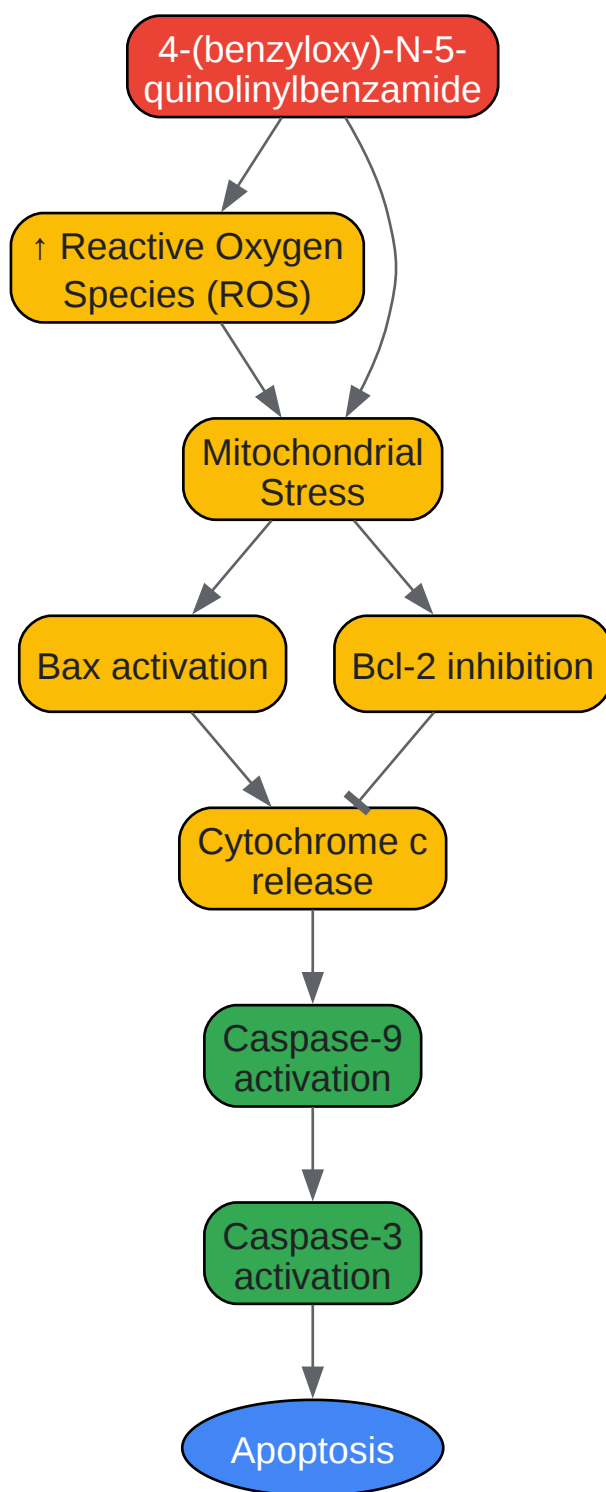 4-(benzyloxy)-N-5-
quinolinylbenzamide
↑ Reactive Oxygen
Species (ROS)
Mitochondrial
Stress
Bax activation
Bcl-2 inhibition
Cytochrome c
release
Caspase-9
activation
Caspase-3
activation
Apoptosis